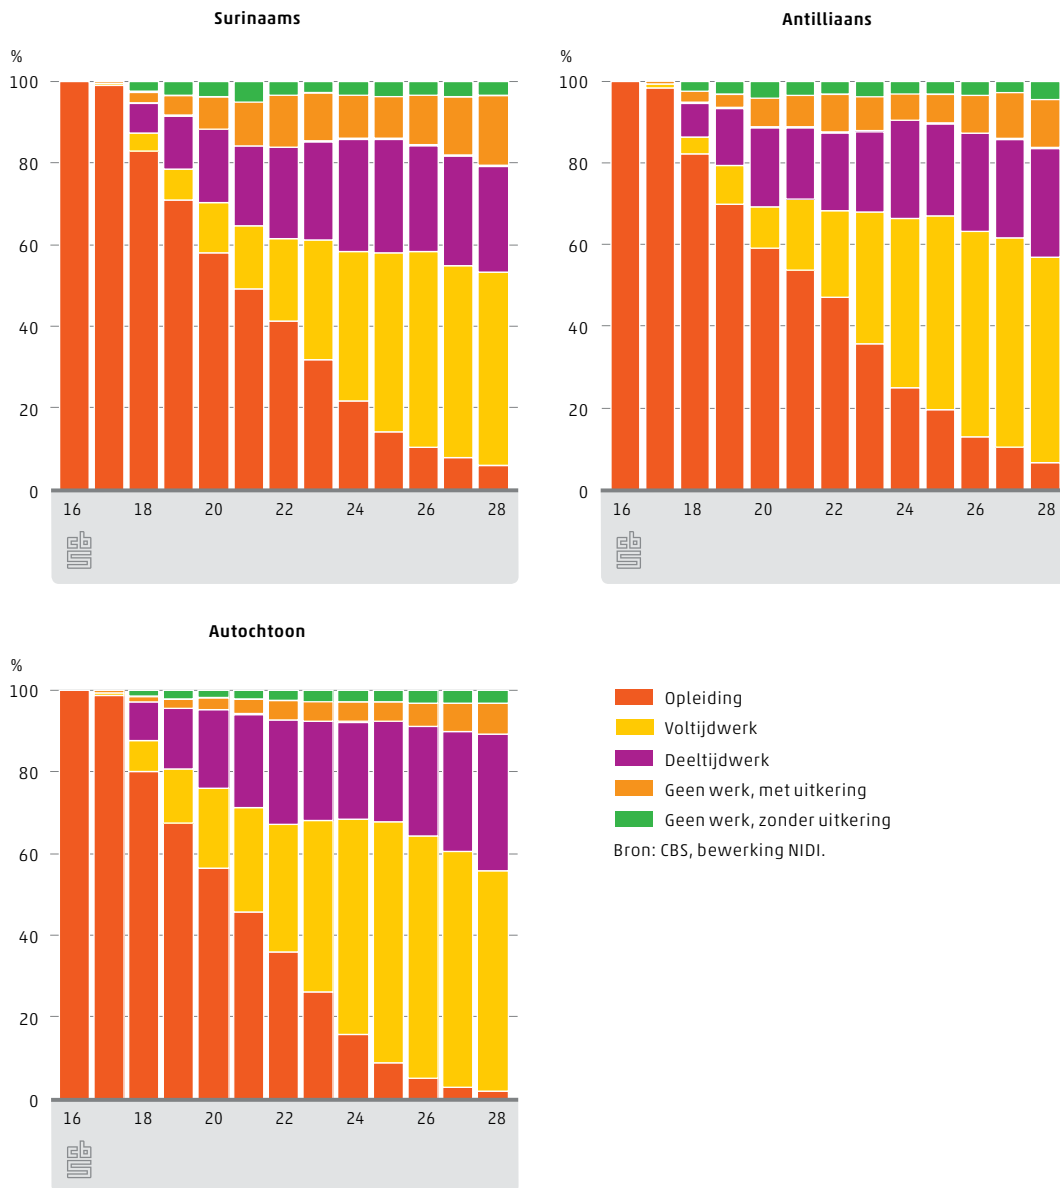 Surinaams
%
100
80
60
40
20
0
16 18 20 22 24 26 28
Antilliaans
%
100
80
60
40
20
0
16 18 20 22 24 26 28
Autochtoon
%
100
80
60
40
20
0
16 18 20 22 24 26 28
Opleiding
Voltijdwerk
Deeltijdwerk
Geen werk, met uitkering
Geen werk, zonder uitkering
Bron: CBS, bewerking NIDI.